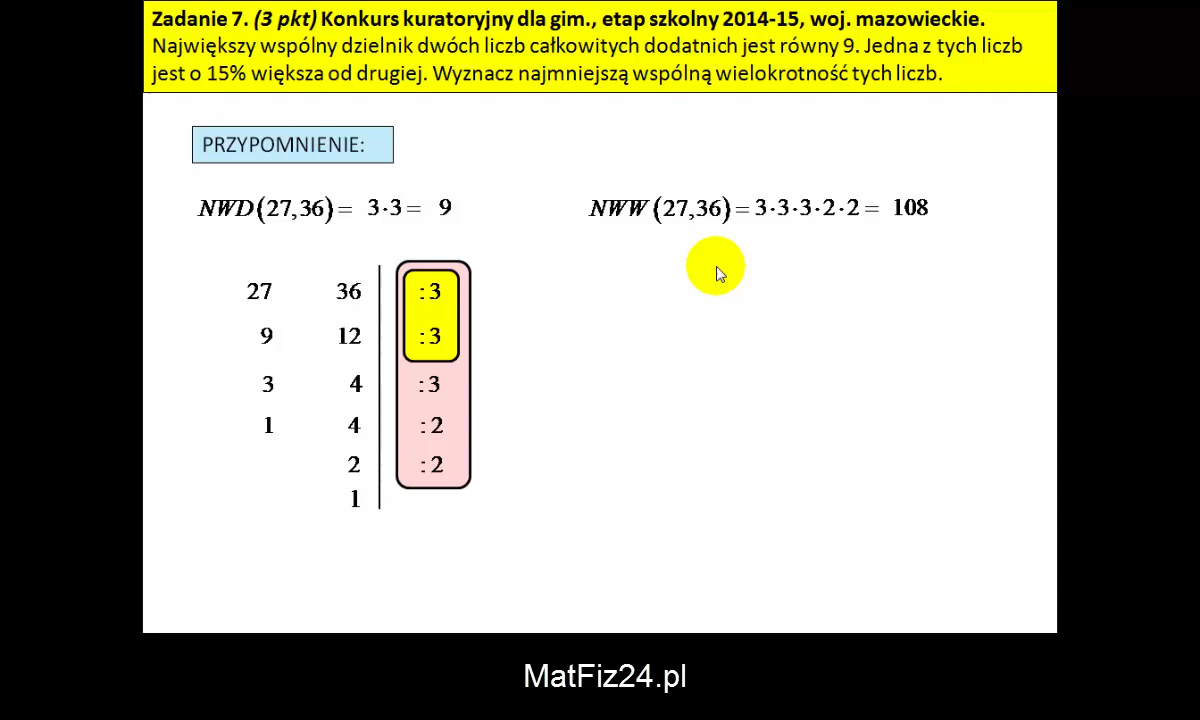 Zadanie 7. (3 pkt) Konkurs kuratoryjny dla gim., etap szkolny 2014-15, woj. mazowieckie.
Największy wspólny dzielnik dwóch liczb całkowitych dodatnich jest równy 9. Jedna z tych liczb
jest o 15% większa od drugiej. Wyznacz najmniejszą wspólną wielokrotność tych liczb.
PRZYPOMNIENIE:
NWD(27,36) = 3·3 = 9
NWW(27,36) = 3·3·3·2·2 = 108
27 36 :3
9 12 :3
3 4 :3
1 4 :2
2 :2
1
MatFiz24.pl